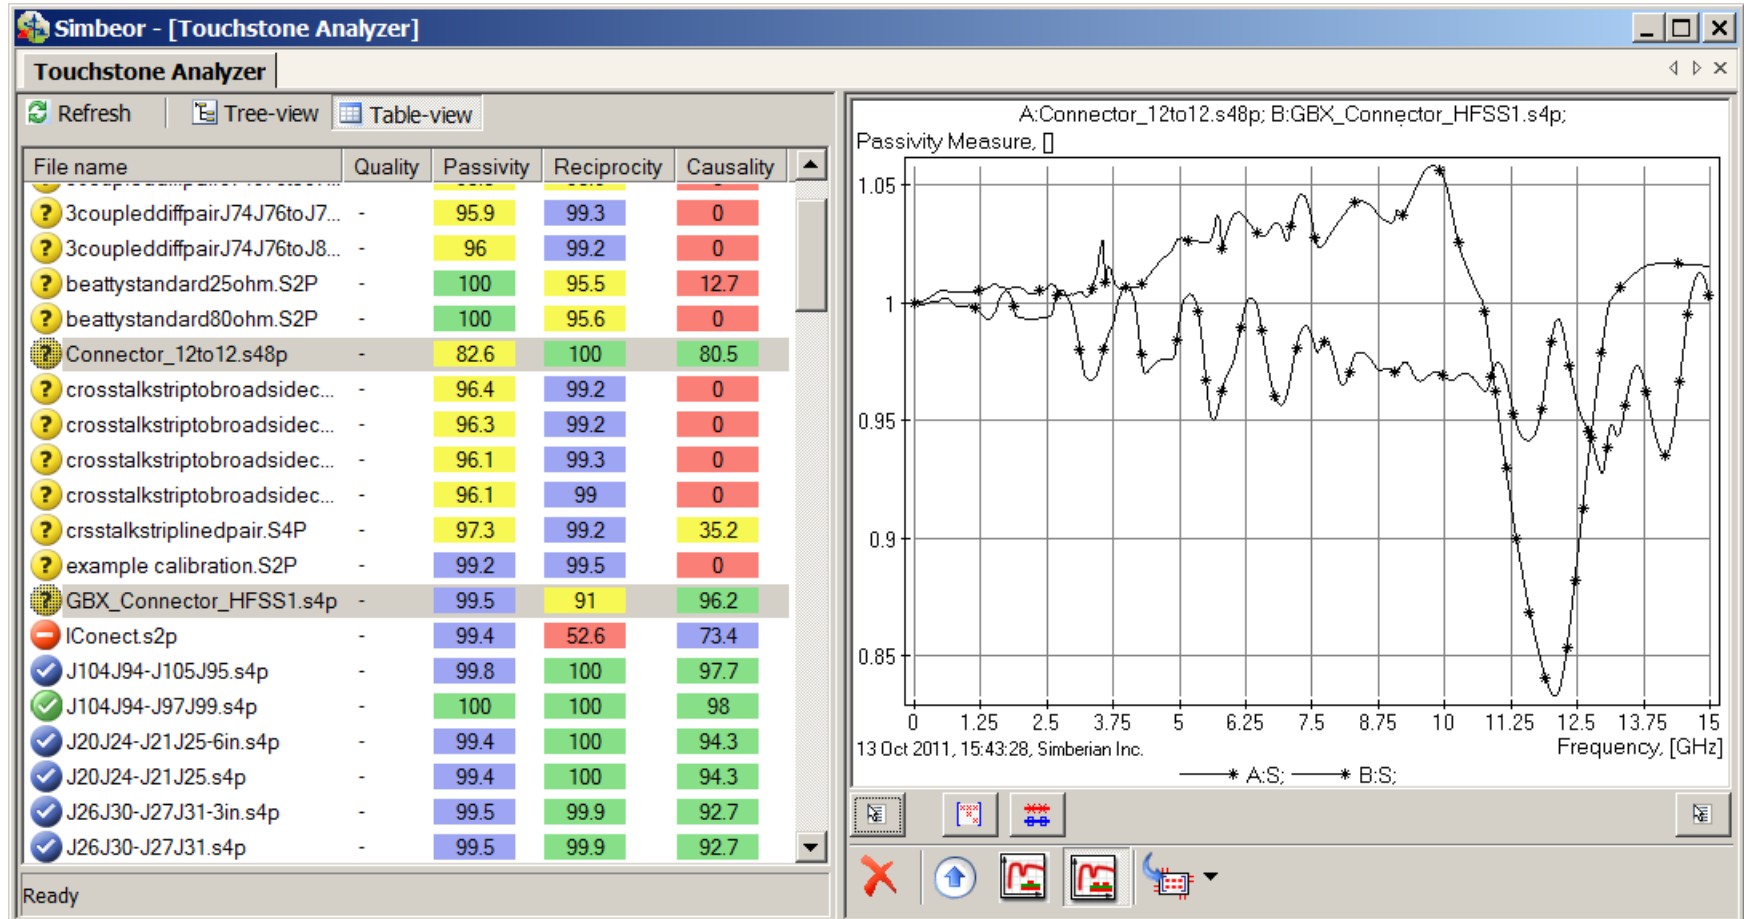 Simbeor - [Touchstone Analyzer]
Touchstone Analyzer
Refresh Tree-view Table-view
File name Quality Passivity Reciprocity Causality
3coupleddiffpairJ74J76toJ7... - 95.9 99.3 0
3coupleddiffpairJ74J76toJ8... - 96 99.2 0
beattystandard25ohm.S2P - 100 95.5 12.7
beattystandard80ohm.S2P - 100 95.6 0
Connector_12to12.s48p - 82.6 100 80.5
crosstalkstriptobroadsidec... - 96.4 99.2 0
crosstalkstriptobroadsidec... - 96.3 99.2 0
crosstalkstriptobroadsidec... - 96.1 99.3 0
crosstalkstriptobroadsidec... - 96.1 99 0
crsstalkstriplinedpair.S4P - 97.3 99.2 35.2
example calibration.S2P - 99.2 99.5 0
GBX_Connector_HFSS1.s4p - 99.5 91 96.2
IConect.s2p - 99.4 52.6 73.4
J104J94-J105J95.s4p - 99.8 100 97.7
J104J94-J97J99.s4p - 100 100 98
J20J24-J21J25-6in.s4p - 99.4 100 94.3
J20J24-J21J25.s4p - 99.4 100 94.3
J26J30-J27J31-3in.s4p - 99.5 99.9 92.7
J26J30-J27J31.s4p - 99.5 99.9 92.7
Ready
A:Connector_12to12.s48p; B:GBX_Connector_HFSS1.s4p;
Passivity Measure, []
1.05
1
0.95
0.9
0.85
0 1.25 2.5 3.75 5 6.25 7.5 8.75 10 11.25 12.5 13.75 15
13 Oct 2011, 15:43:28, Simberian Inc. Frequency, [GHz]
A:S; B:S;